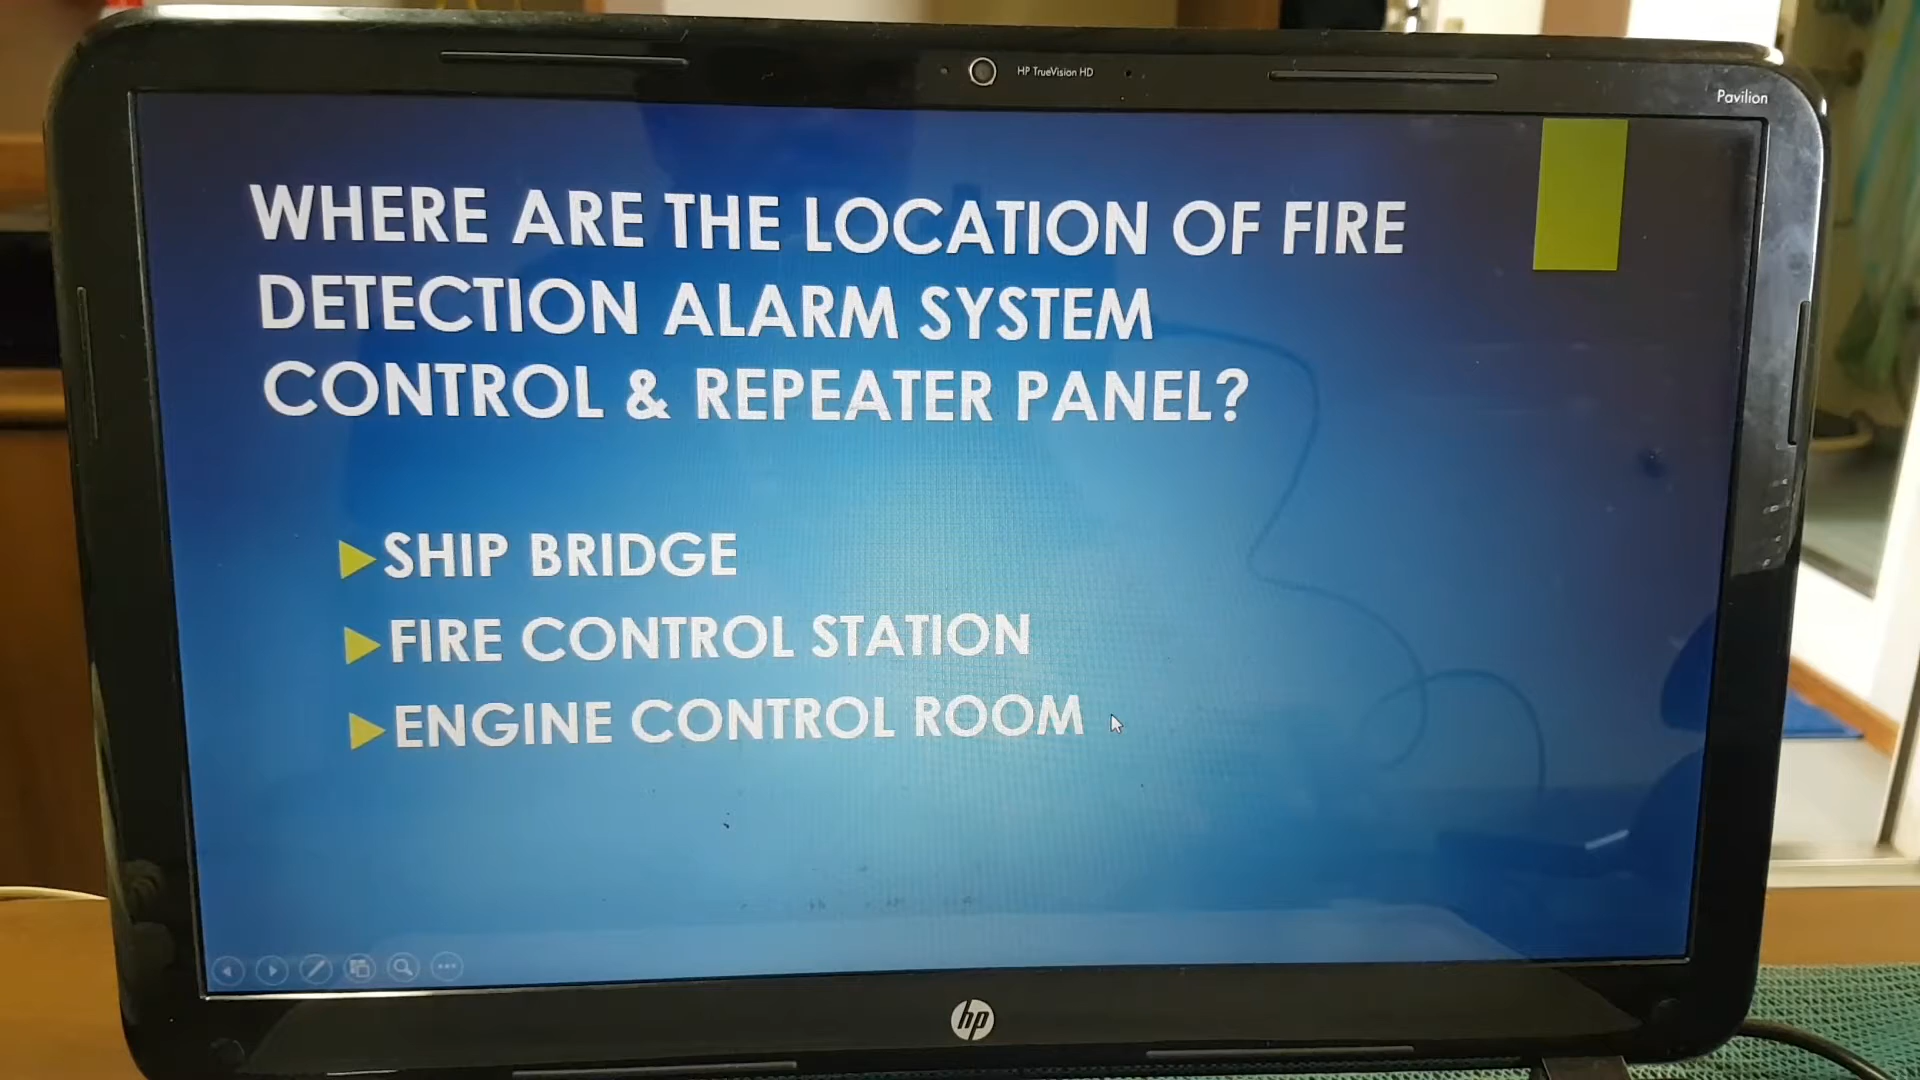 HP TrueVision HD
Pavilion
WHERE ARE THE LOCATION OF FIRE
DETECTION ALARM SYSTEM
CONTROL & REPEATER PANEL?
SHIP BRIDGE
FIRE CONTROL STATION
ENGINE CONTROL ROOM
hp